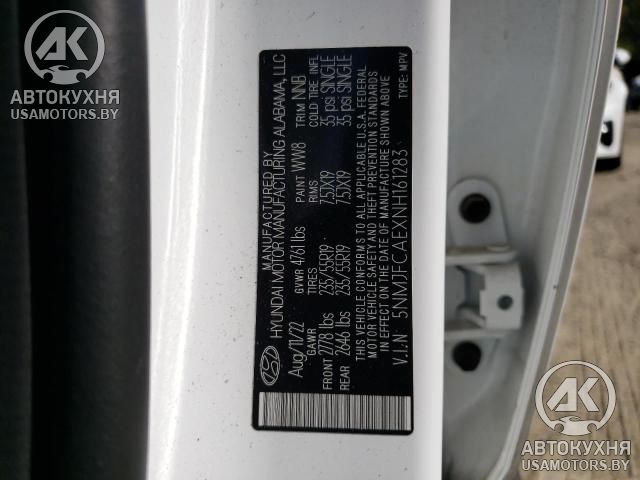 AK
АВТОКУХНЯ
USAMOTORS.BY
MANUFACTURED BY
HYUNDAI MOTOR MANUFACTURING ALABAMA, LLC
Aug/11/22 GVWR 4761 lbs PAINT WW8 TRIM NNB
GAWR TIRES RIMS COLD TIRE INFL
FRONT 2778 lbs 235/55R19 7.5JX19 35 psi SINGLE
REAR 2646 lbs 235/55R19 7.5JX19 35 psi SINGLE
THIS VEHICLE CONFORMS TO ALL APPLICABLE U.S.A. FEDERAL
MOTOR VEHICLE SAFETY AND THEFT PREVENTION STANDARDS
IN EFFECT ON THE DATE OF MANUFACTURE SHOWN ABOVE.
V.I.N: 5NMJFCAEXNH161283 TYPE: MPV
AK
АВТОКУХНЯ
USAMOTORS.BY